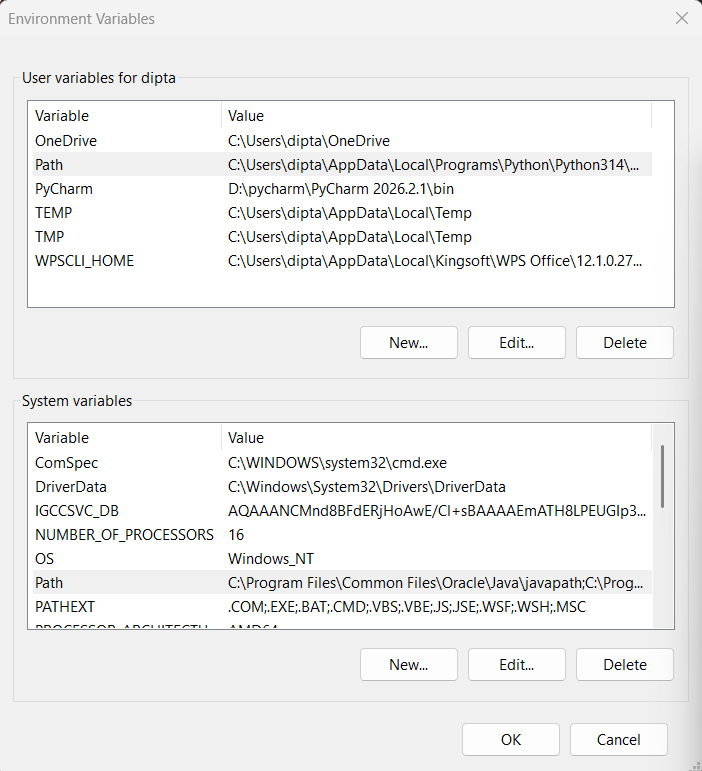 Environment Variables
User variables for dipta
Variable Value
OneDrive C:\Users\dipta\OneDrive
Path C:\Users\dipta\AppData\Local\Programs\Python\Python314\...
PyCharm D:\pycharm\PyCharm 2026.2.1\bin
TEMP C:\Users\dipta\AppData\Local\Temp
TMP C:\Users\dipta\AppData\Local\Temp
WPSCLI_HOME C:\Users\dipta\AppData\Local\Kingsoft\WPS Office\12.1.0.27...
New... Edit... Delete
System variables
Variable Value
ComSpec C:\WINDOWS\system32\cmd.exe
DriverData C:\Windows\System32\Drivers\DriverData
IGCCSVC_DB AQAAANCMnd8BFdERjHoAwE/Cl+sBAAAAEmATH8LPEUGIp3...
NUMBER_OF_PROCESSORS 16
OS Windows_NT
Path C:\Program Files\Common Files\Oracle\Java\javapath;C:\Prog...
PATHEXT .COM;.EXE;.BAT;.CMD;.VBS;.VBE;.JS;.JSE;.WSF;.WSH;.MSC
New... Edit... Delete
OK Cancel